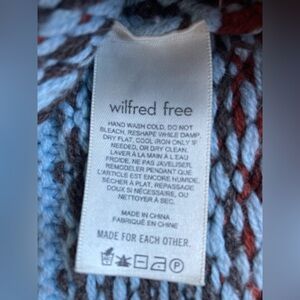 wilfred free
HAND WASH COLD, DO NOT
BLEACH, RESHAPE WHILE DAMP,
DRY FLAT, COOL IRON ONLY IF
NEEDED, OR DRY CLEAN.
LAVER À LA MAIN À L'EAU
FROIDE, NE PAS JAVELISER,
REMODELER PENDANT QUE
L'ARTICLE EST ENCORE HUMIDE,
SÉCHER À PLAT, REPASSAGE
DOUX SI NÉCESSAIRE, OU
NETTOYER À SEC.
MADE IN CHINA
FABRIQUÉ EN CHINE
MADE FOR EACH OTHER.
P